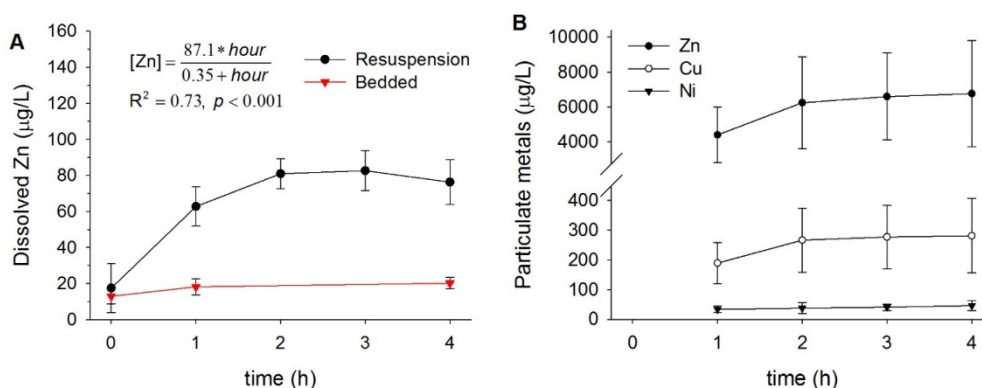 A
[Zn] = 87.1 * hour / 0.35 + hour
R² = 0.73, p < 0.001
Resuspension
Bedded
Dissolved Zn (µg/L)
160
140
120
100
80
60
40
20
0
0 1 2 3 4
time (h)
B
Zn
Cu
Ni
Particulate metals (µg/L)
10000
8000
6000
4000
400
300
200
100
0
0 1 2 3 4
time (h)